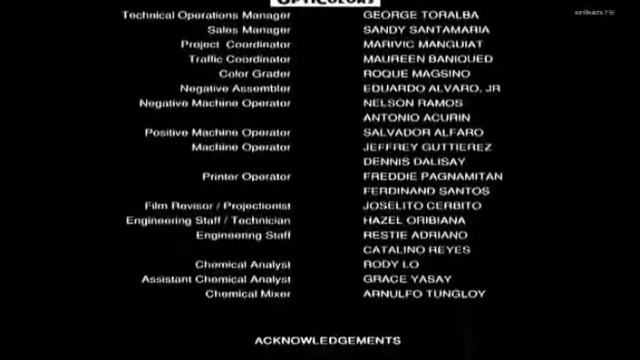 OPTICOLORS
Technical Operations Manager GEORGE TORALBA
Sales Manager SANDY SANTAMARIA
Project Coordinator MARIVIC MANGUIAT
Traffic Coordinator MAUREEN BANIQUED
Color Grader ROQUE MAGSINO
Negative Assembler EDUARDO ALVARO, JR
Negative Machine Operator NELSON RAMOS
ANTONIO ACURIN
Positive Machine Operator SALVADOR ALFARO
Machine Operator JEFFREY GUTTIEREZ
DENNIS DALISAY
Printer Operator FREDDIE PAGNAMITAN
FERDINAND SANTOS
Film Revisor / Projectionist JOSELITO CERBITO
Engineering Staff / Technician HAZEL ORIBIANA
Engineering Staff RESTIE ADRIANO
CATALINO REYES
Chemical Analyst RODY LO
Assistant Chemical Analyst GRACE YASAY
Chemical Mixer ARNULFO TUNGLOY
ACKNOWLEDGEMENTS